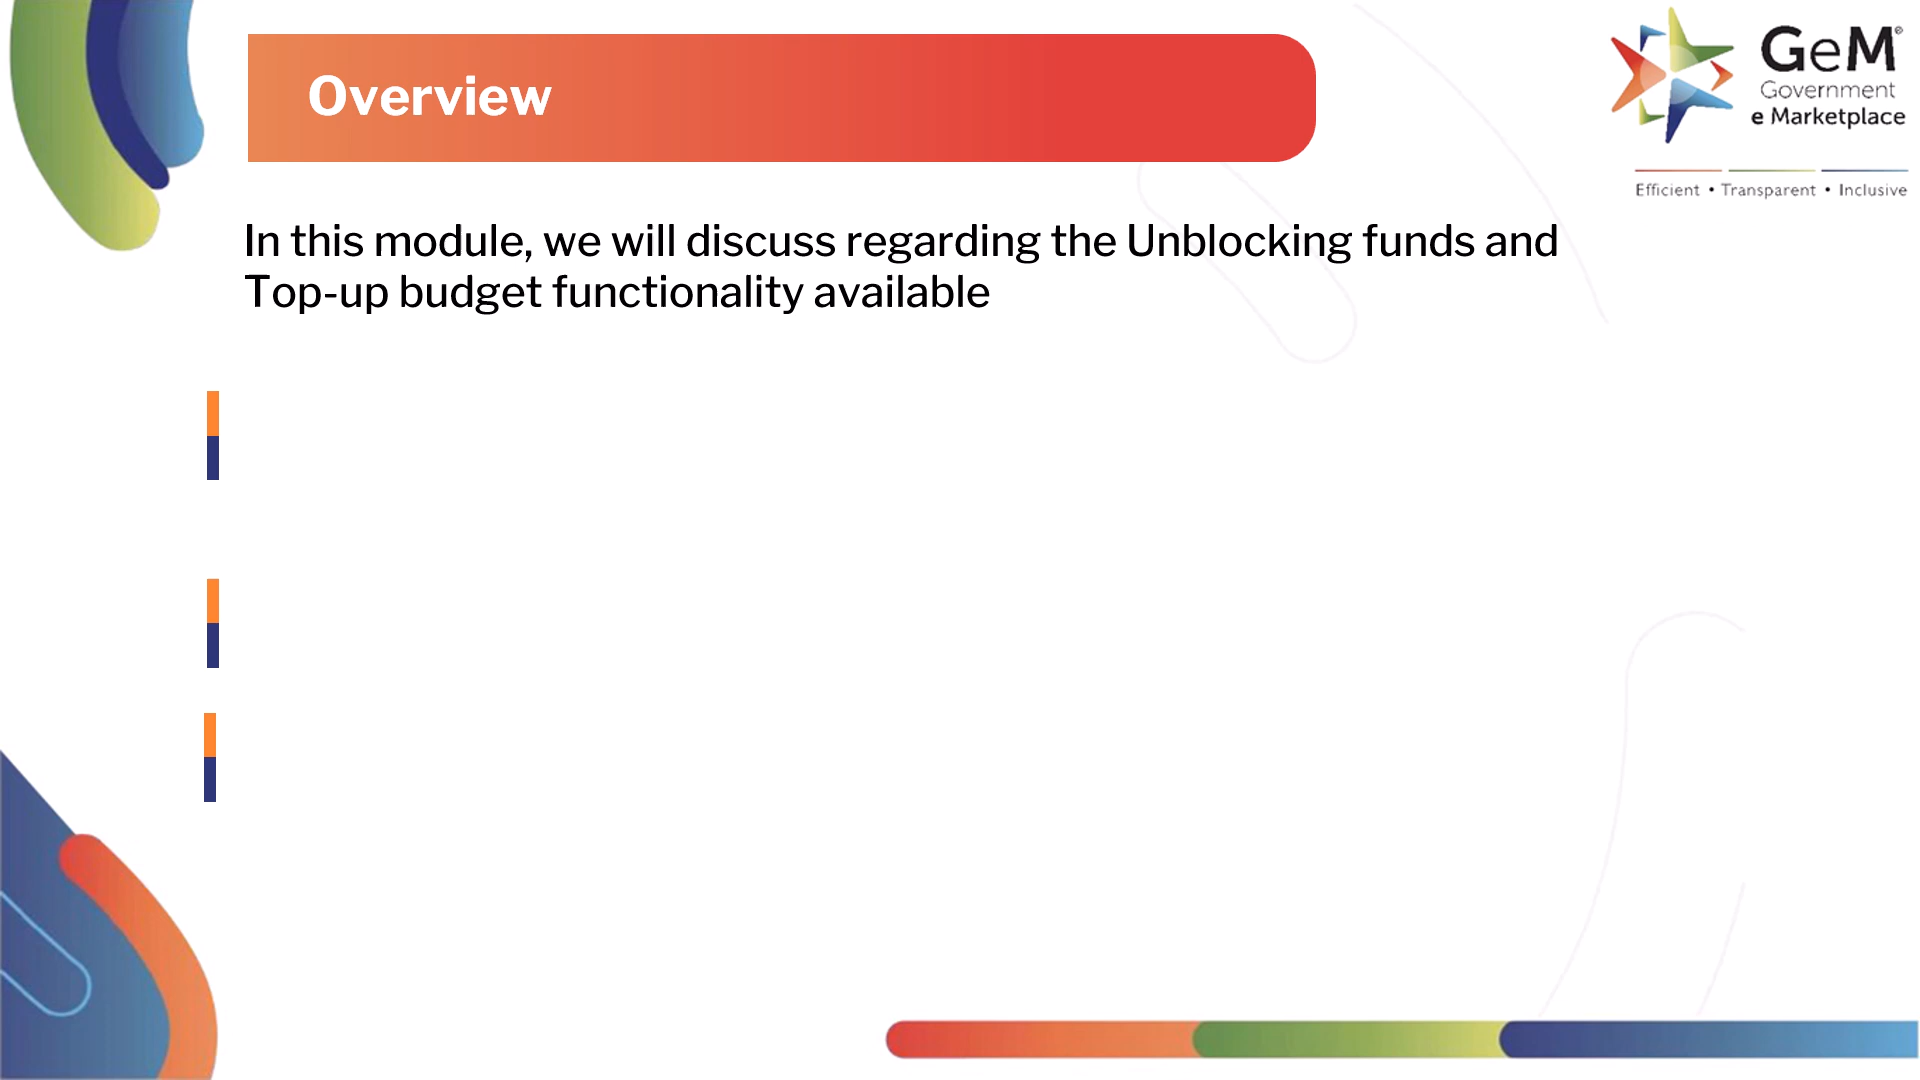 Overview
GeM®
Government
e Marketplace
Efficient • Transparent • Inclusive
In this module, we will discuss regarding the Unblocking funds and
Top-up budget functionality available